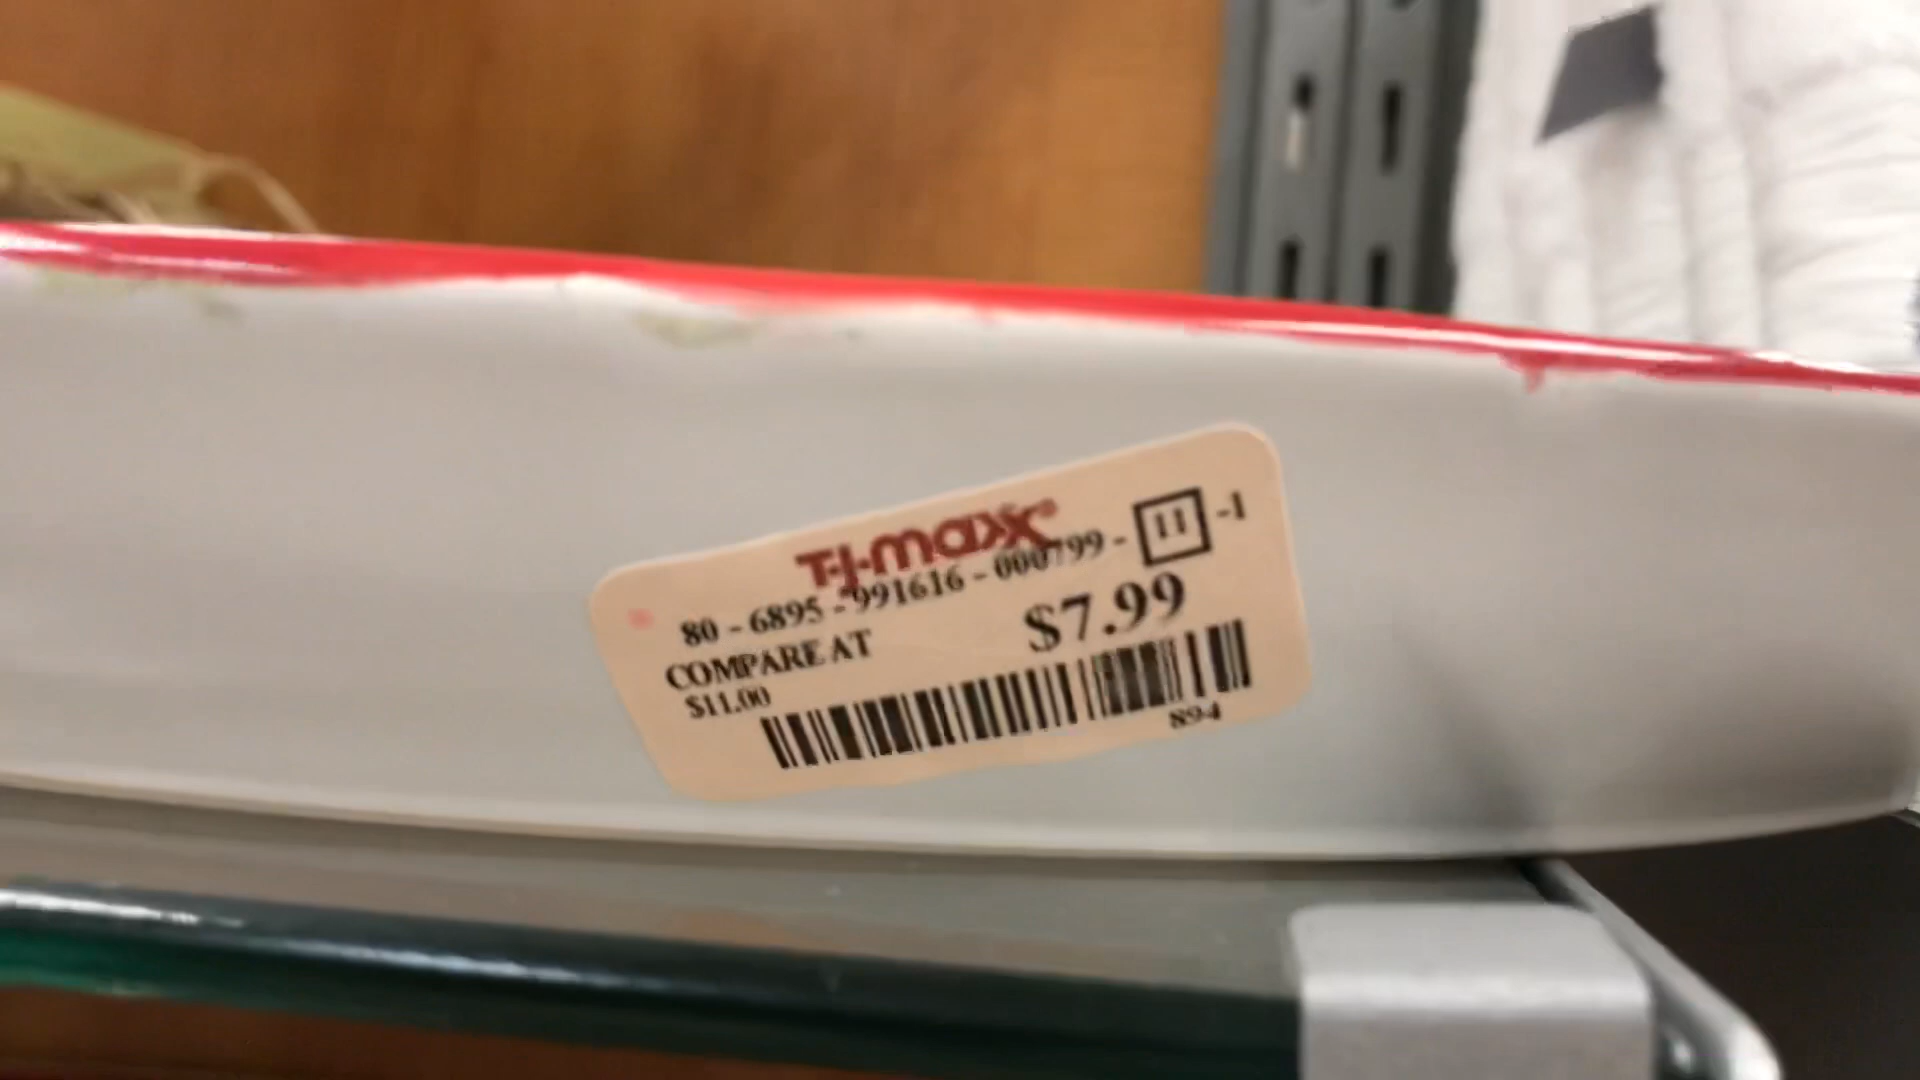 T·J·maxx®
80 - 6895 - 991616 - 000799 - 11 -1
COMPARE AT
$11.00
$7.99
894